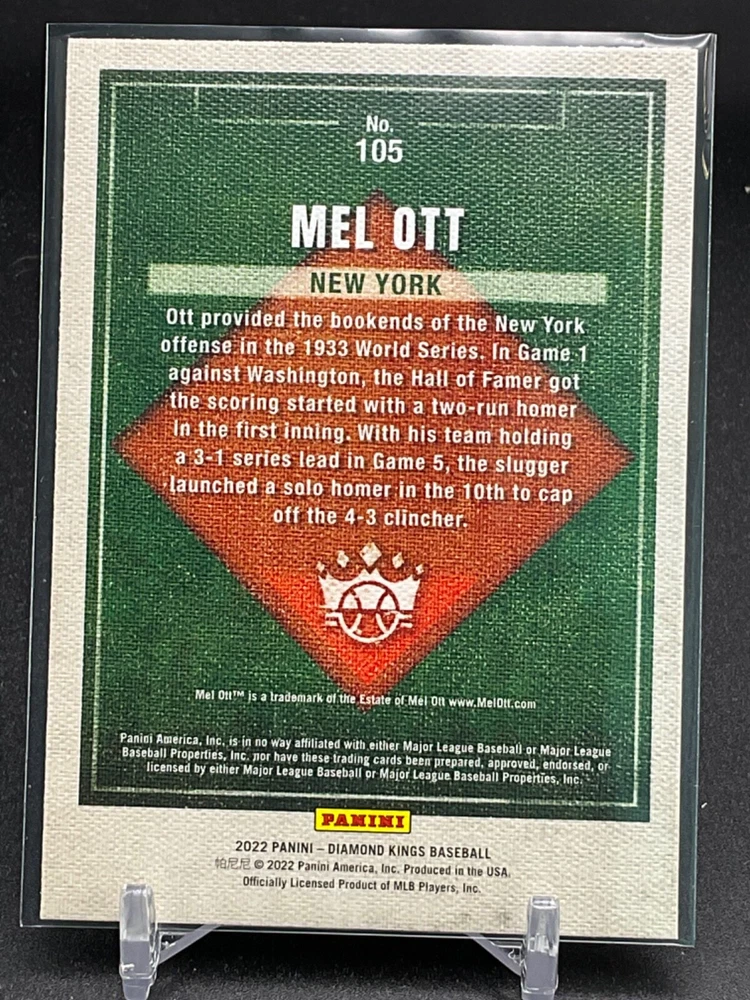 No.
105
MEL OTT
NEW YORK
Ott provided the bookends of the New York
offense in the 1933 World Series. In Game 1
against Washington, the Hall of Famer got
the scoring started with a two-run homer
in the first inning. With his team holding
a 3-1 series lead in Game 5, the slugger
launched a solo homer in the 10th to cap
off the 4-3 clincher.
Mel Ott™ is a trademark of the Estate of Mel Ott www.MelOtt.com
Panini America, Inc. is in no way affiliated with either Major League Baseball or Major League
Baseball Properties, Inc. nor have these trading cards been prepared, approved, endorsed, or
licensed by either Major League Baseball or Major League Baseball Properties, Inc.
PANINI
2022 PANINI – DIAMOND KINGS BASEBALL
帕尼尼 © 2022 Panini America, Inc. Produced in the USA.
Officially Licensed Product of MLB Players, Inc.